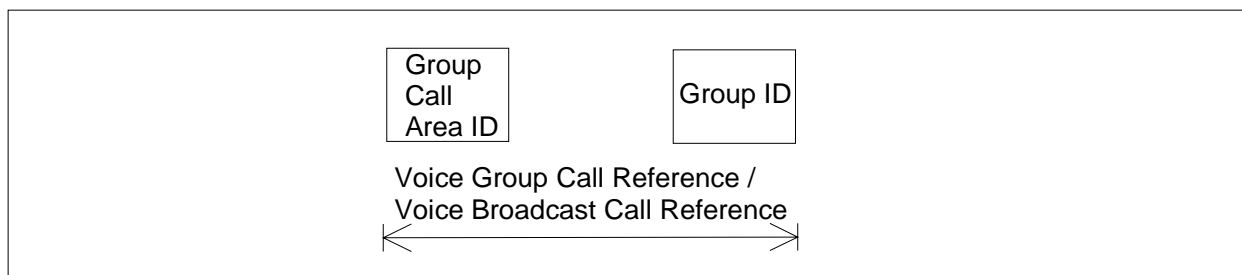 Group
Call
Area ID
Group ID
Voice Group Call Reference /
Voice Broadcast Call Reference